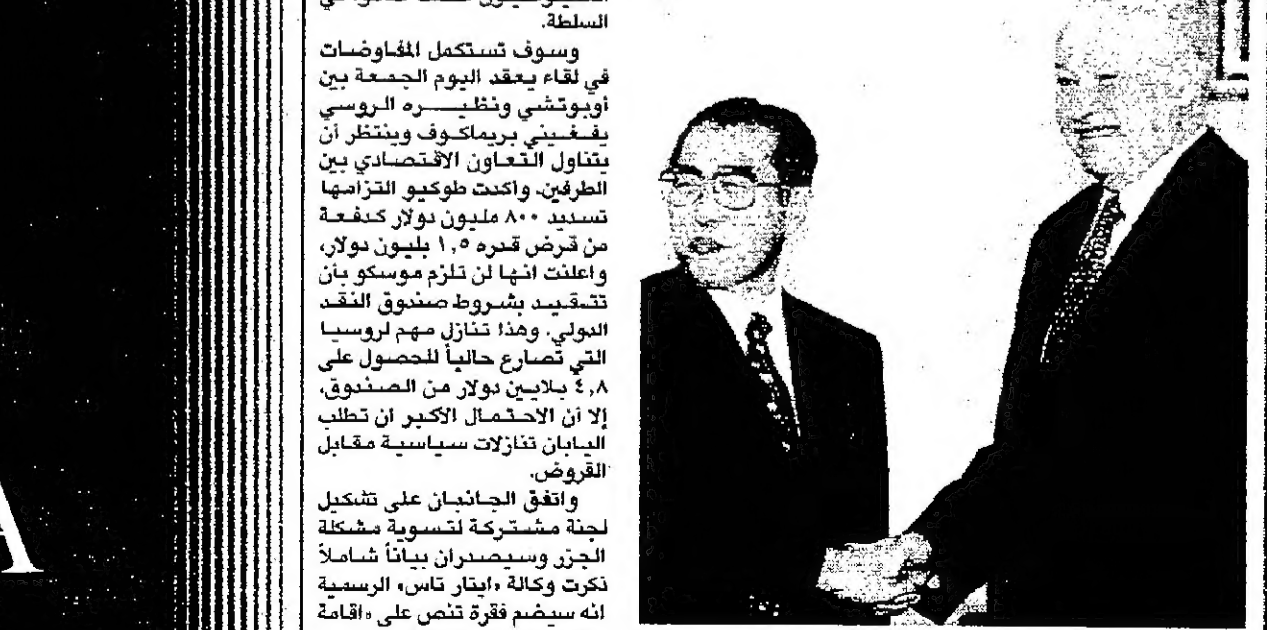 السلطة.
وسوف تستكمل المفاوضات
في لقاء يعقد اليوم الجمعة بين
أوبوتشي ونظيره الروسي
يفغيني بريماكوف وينتظر أن
يتناول التعاون الاقتصادي بين
الطرفين. وأكدت طوكيو التزامها
تسديد ٨٠٠ مليون دولار كدفعة
من قرض قدره ١,٥ بليون دولار،
واعلنت انها لن تلزم موسكو بأن
تتقيد بشروط صندوق النقد
الدولي. وهذا تنازل مهم لروسيا
التي تصارع حالياً للحصول على
٤,٨ بلايين دولار من الصندوق،
إلا أن الاحتمال الأكبر ان تطلب
اليابان تنازلات سياسية مقابل
القروض.
واتفق الجانبان على تشكيل
لجنة مشتركة لتسوية مشكلة
الجزر وسيصدران بياناً شاملاً
ذكرت وكالة «ايتار تاس» الرسمية
انه سيضم فقرة تنص على «اقامة
A